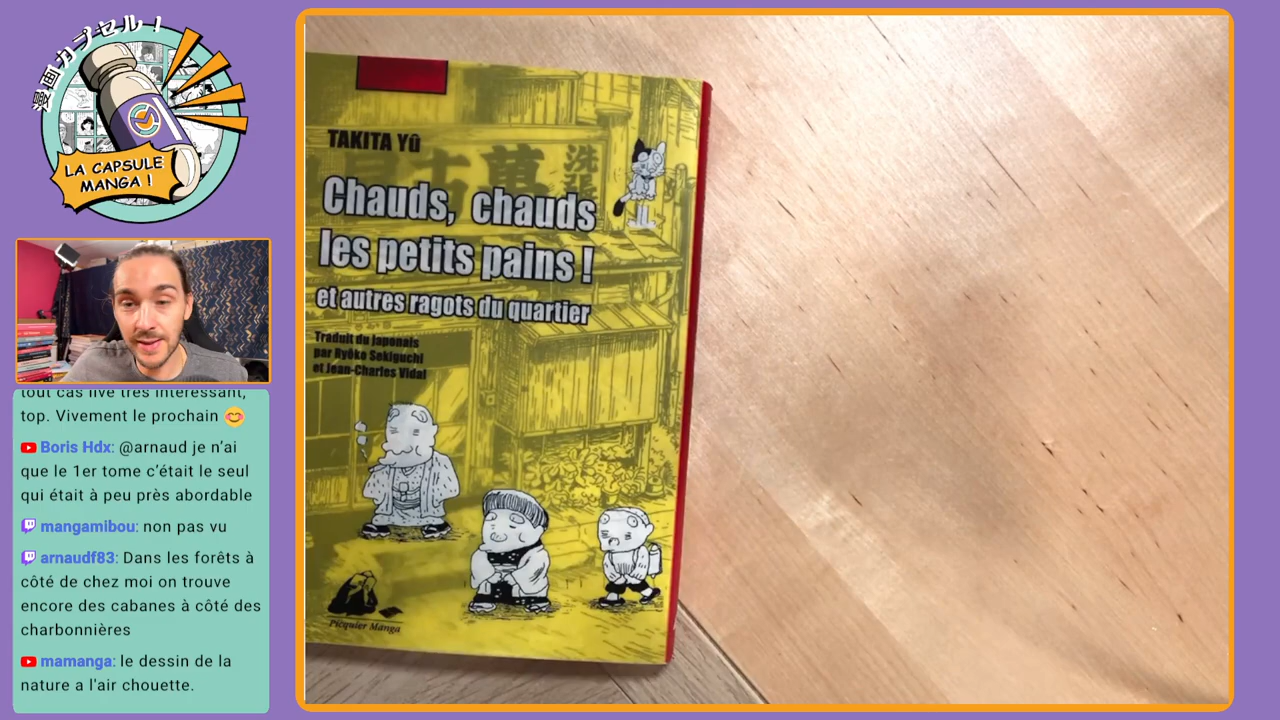 漫画カプセル！
LA CAPSULE
MANGA !
tout cas live très intéressant,
top. Vivement le prochain 😊
Boris Hdx: @arnaud je n’ai
que le 1er tome c’était le seul
qui était à peu près abordable
mangamibou: non pas vu
arnaudf83: Dans les forêts à
côté de chez moi on trouve
encore des cabanes à côté des
charbonnières
mamanga: le dessin de la
nature a l'air chouette.
TAKITA YÛ
古萬
洗張
Chauds, chauds
les petits pains !
et autres ragots du quartier
Traduit du japonais
par Ryôko Sekiguchi
et Jean-Charles Vidal
Picquier Manga